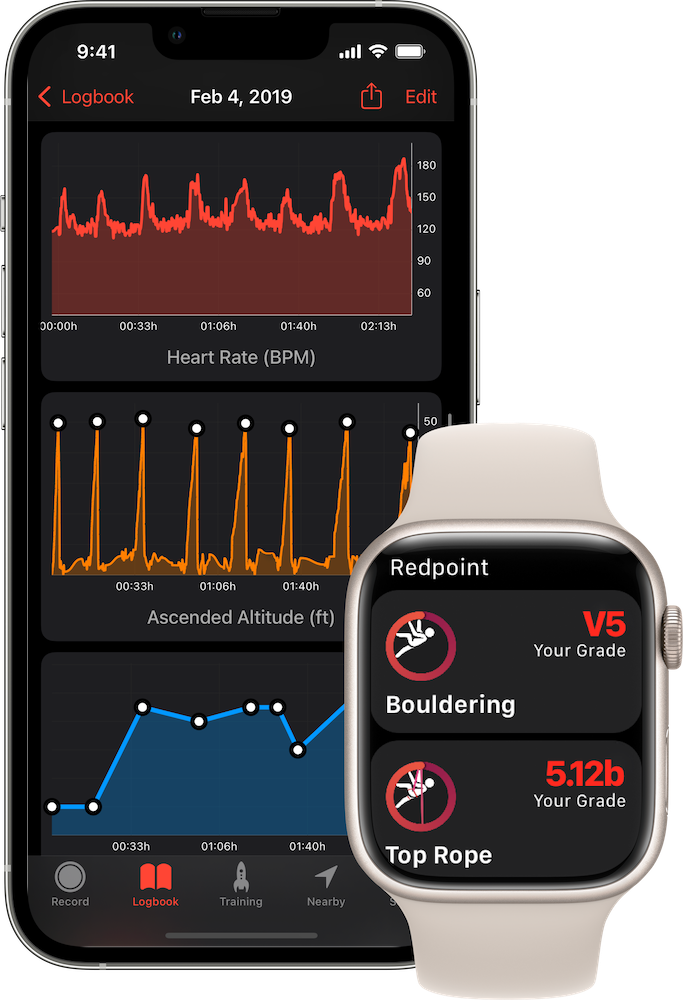 9:41
Logbook Feb 4, 2019 Edit
180
150
120
90
60
00:00h 00:33h 01:06h 01:40h 02:13h
Heart Rate (BPM)
50
00:33h 01:06h 01:40h
Ascended Altitude (ft)
00:33h 01:06h 01:40h
Record Logbook Training Nearby
Redpoint
V5
Your Grade
Bouldering
5.12b
Your Grade
Top Rope